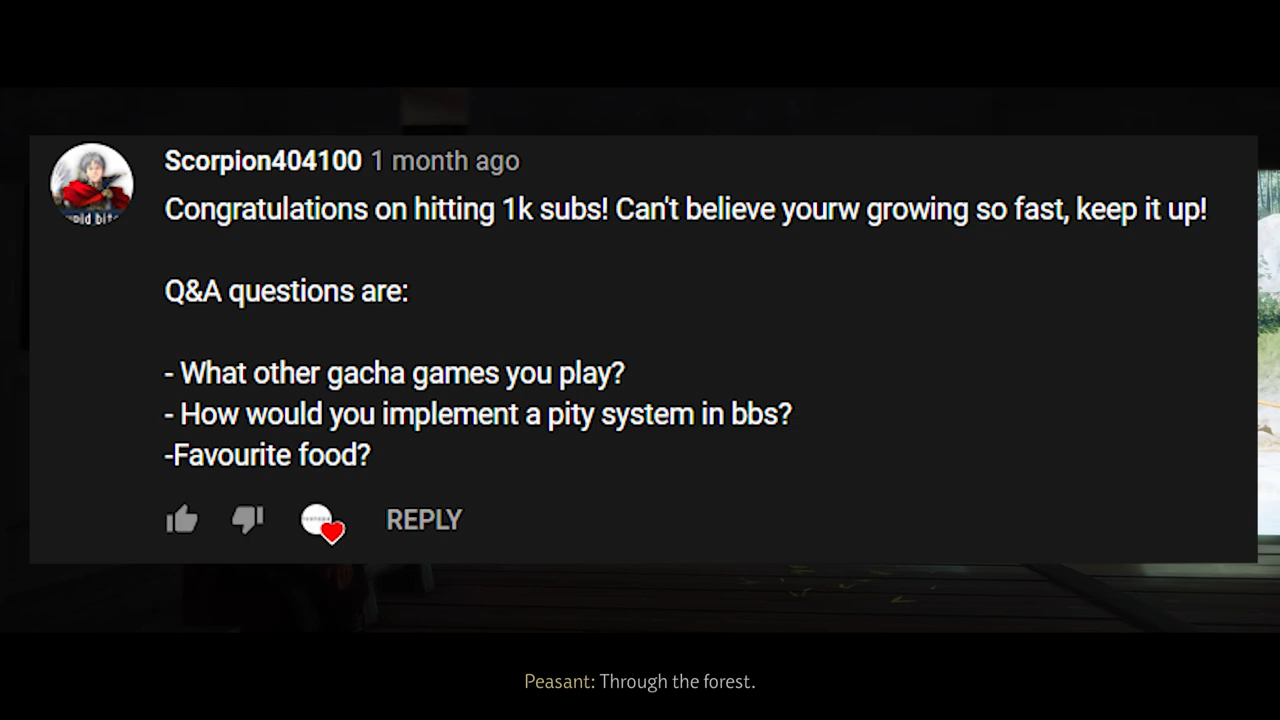 Scorpion404100 1 month ago
Congratulations on hitting 1k subs! Can't believe yourw growing so fast, keep it up!
Q&A questions are:
- What other gacha games you play?
- How would you implement a pity system in bbs?
-Favourite food?
REPLY
Peasant: Through the forest.